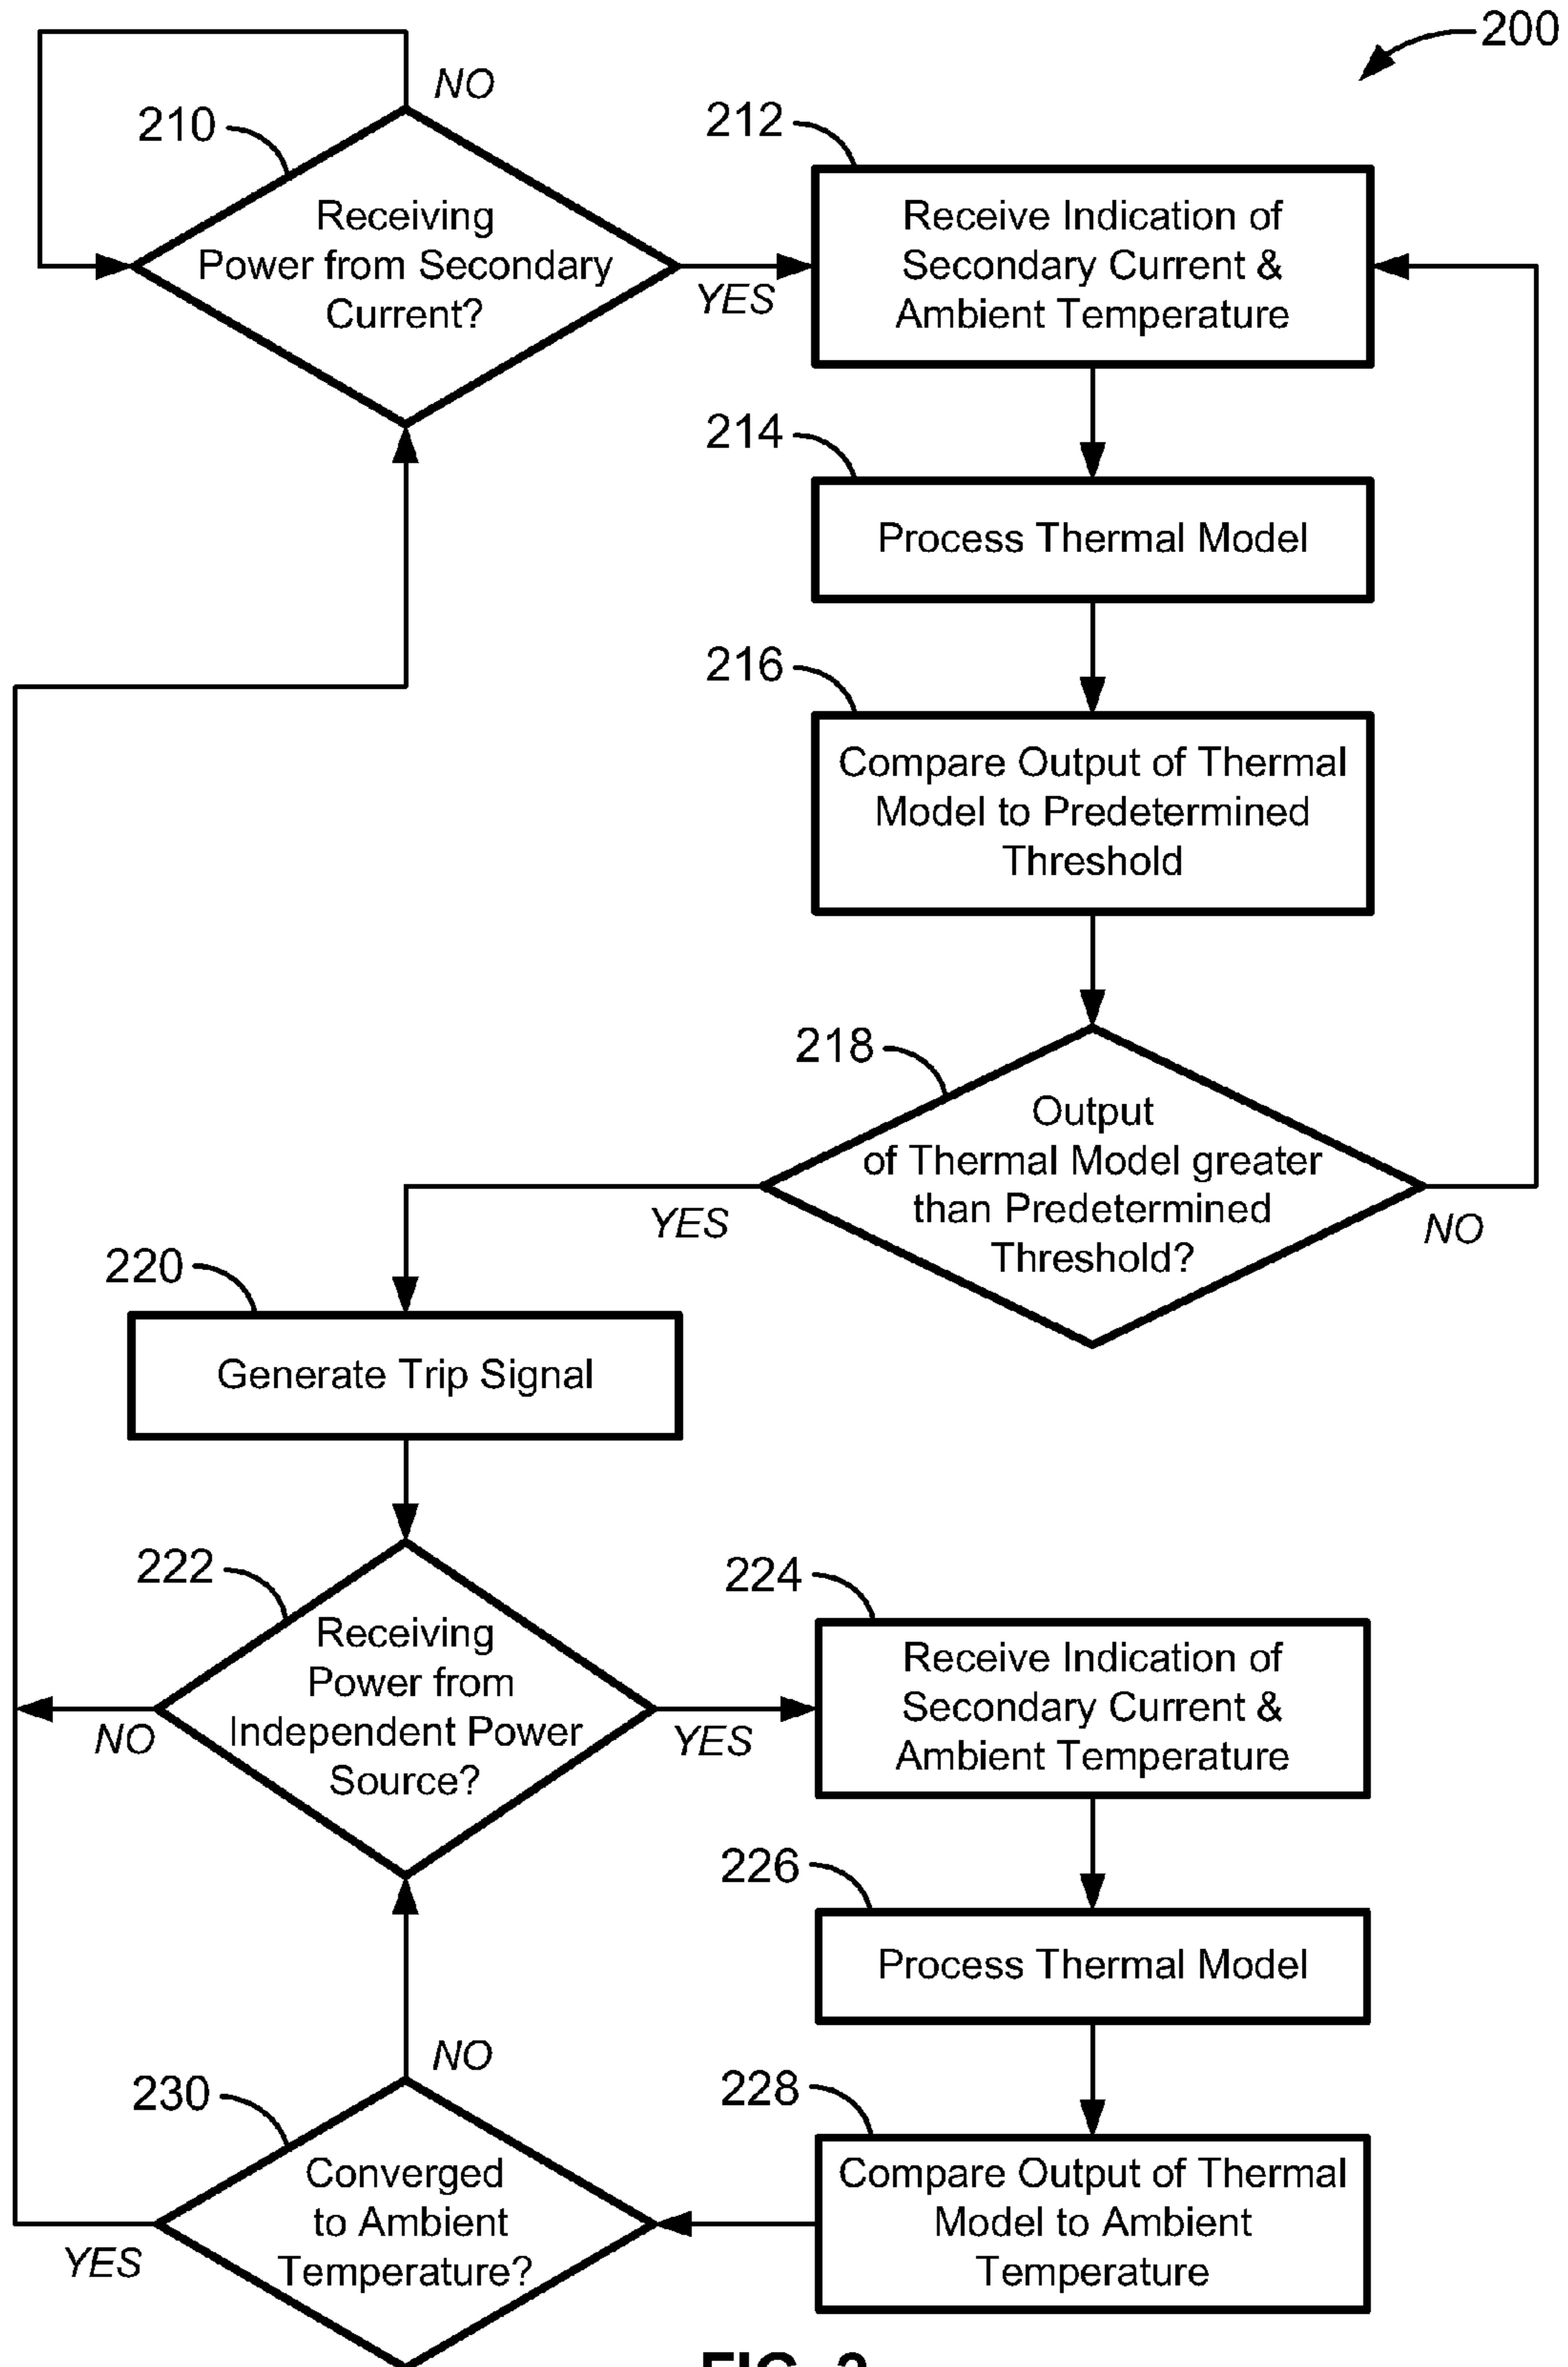 200
NO
210
Receiving
Power from Secondary
Current?
YES
212
Receive Indication of
Secondary Current &
Ambient Temperature
214
Process Thermal Model
216
Compare Output of Thermal
Model to Predetermined
Threshold
218
Output
of Thermal Model greater
than Predetermined
Threshold?
YES
NO
220
Generate Trip Signal
222
Receiving
Power from
Independent Power
Source?
NO
YES
224
Receive Indication of
Secondary Current &
Ambient Temperature
226
Process Thermal Model
228
Compare Output of Thermal
Model to Ambient
Temperature
NO
230
Converged
to Ambient
Temperature?
YES